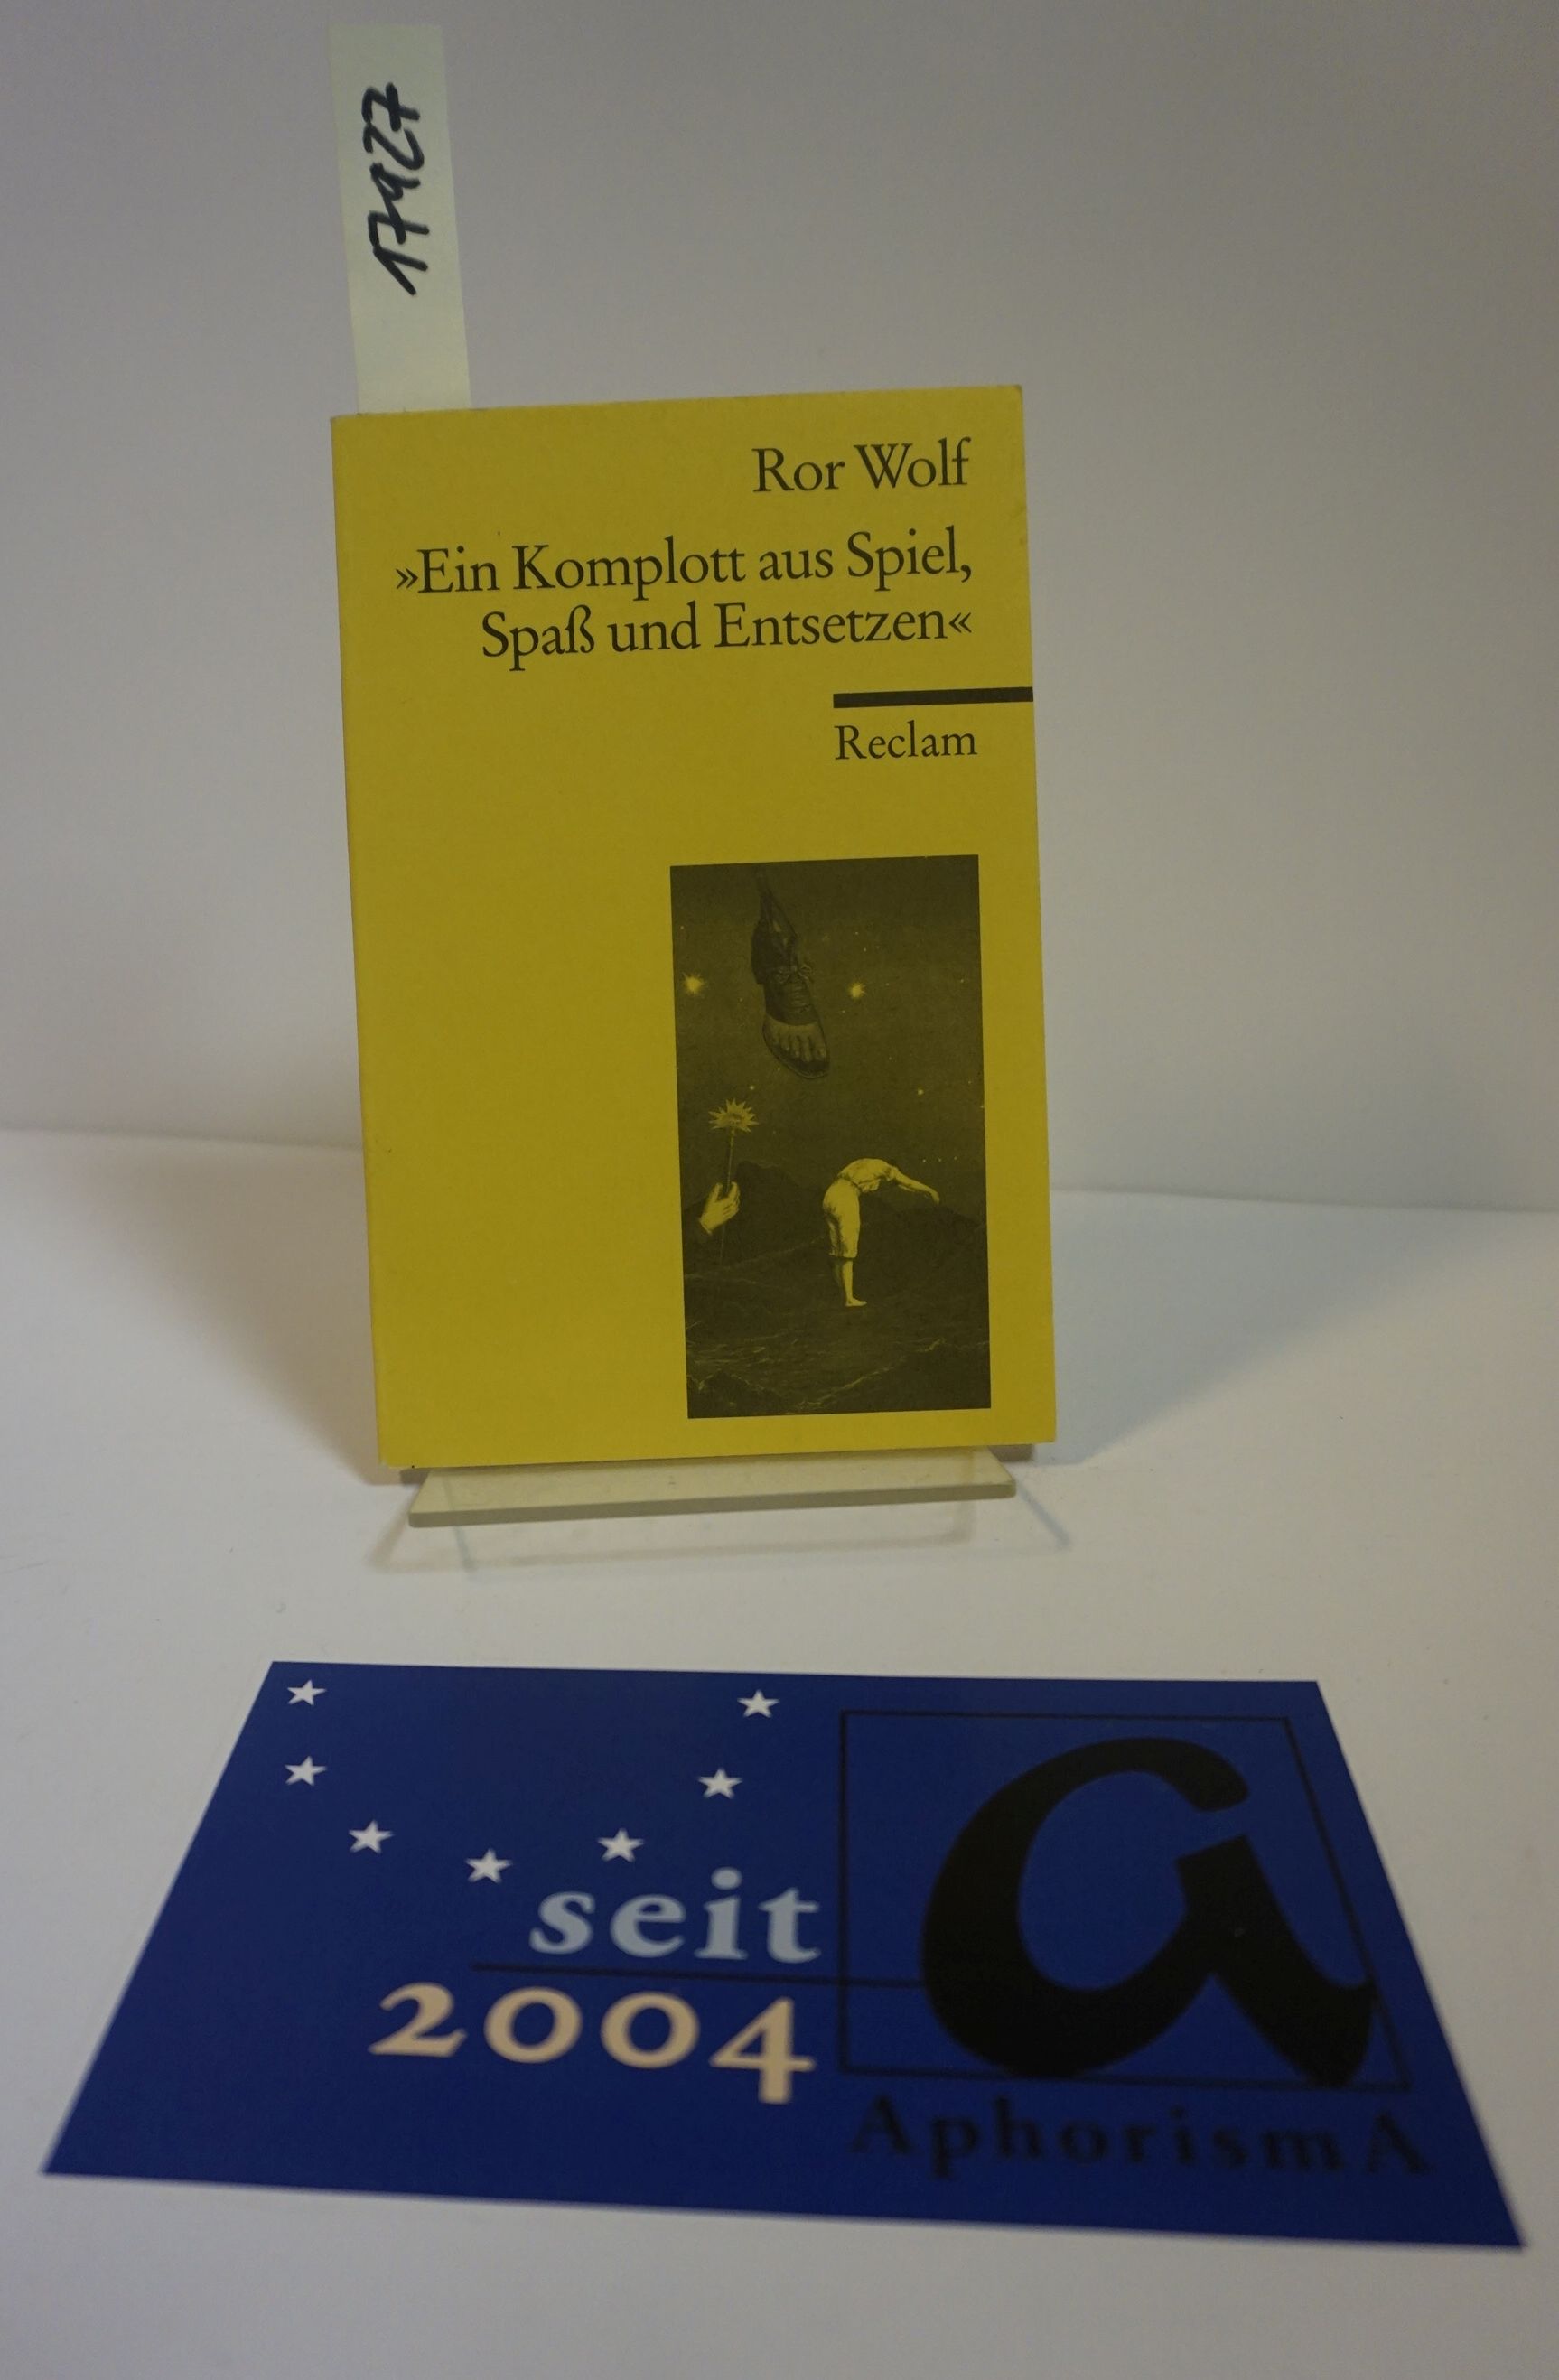 17927
Ror Wolf
»Ein Komplott aus Spiel,
Spaß und Entsetzen«
Reclam
seit
2004
a
AphorismA